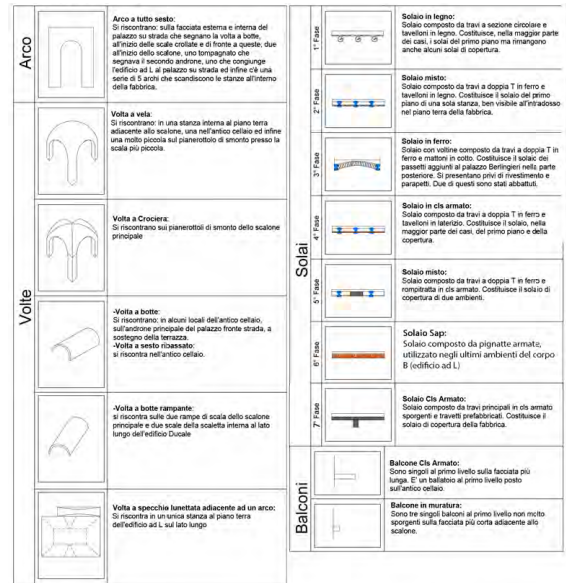 Arco
Arco a tutto sesto:
Si riscontrano: sulla facciata esterna e interna del
palazzo su strada che segnano la volta a botte,
all'inizio delle scale crollate e di fronte a queste, due
all'inizio dello scalone, uno tompagnato che
segnava il secondo androne, uno che congiunge
l'edificio ad L al palazzo su strada ed infine c'è una
serie di 5 archi che scandiscono le stanze all'interno
della fabbrica.
Volte
Volta a vela:
Si riscontrano: in una stanza interna al piano terra
adiacente allo scalone, una nell'antico cellaio ed infine
una molto piccola sul pianerottolo di smonto presso la
scala più piccola.
Volta a Crociera:
Si riscontrano sui pianerottoli di smonto dello scalone
principale
-Volta a botte:
Si riscontrano: in alcuni locali dell'antico cellaio,
sull'androne principale del palazzo fronte strada, a
sostegno della terrazza.
-Volta a sesto ribassato:
si riscontra nell'antico cellaio.
-Volta a botte rampante:
si riscontra sulle due rampe di scala dello scalone
principale e due scale della scaletta interna al lato
lungo dell'edificio Ducale
Volta a specchio lunettata adiacente ad un arco:
Si riscontra in un'unica stanza al piano terra
dell'edificio ad L sul lato lungo
Solai
1° Fase
Solaio in legno:
Solaio composto da travi a sezione circolare e
tavelloni in legno. Costituisce, nella maggior parte
dei casi, i solai del primo piano ma rimangono
anche alcuni solai di copertura.
2° Fase
Solaio misto:
Solaio composto da travi a doppia T in ferro e
tavelloni in legno. Costituisce il solaio del primo
piano di una sola stanza, ben visibile all'intradosso
nel piano terra della fabbrica.
3° Fase
Solaio in ferro:
Solaio con voltine composto da travi a doppia T in
ferro e mattoni in cotto. Costituisce il solaio dei
passetti aggiunti al palazzo Berlingieri nella parte
posteriore. Si presentano privi di rivestimento e
parapetti. Due di questi sono stati abbattuti.
4° Fase
Solaio in cls armato:
Solaio composto da travi a doppia T in ferro e
tavelloni in laterizio. Costituisce il solaio, nella
maggior parte dei casi, del primo piano e della
copertura.
5° Fase
Solaio misto:
Solaio composto da travi a doppia T in ferro e
rompitratta in cls armato. Costituisce il solaio di
copertura di due ambienti.
6° Fase
Solaio Sap:
Solaio composto da pignatte armate,
utilizzato negli ultimi ambienti del corpo
B (edificio ad L)
7° Fase
Solaio Cls Armato:
Solaio composto da travi principali in cls armato
sporgenti e travetti prefabbricati. Costituisce il
solaio di copertura della fabbrica.
Balconi
Balcone Cls Armato:
Sono singoli al primo livello sulla facciata più
lunga. E' un ballatoio al primo livello posto
sull'antico cellaio.
Balcone in muratura:
Sono tre singoli balconi al primo livello non molto
sporgenti sulla facciata più corta adiacente allo
scalone.